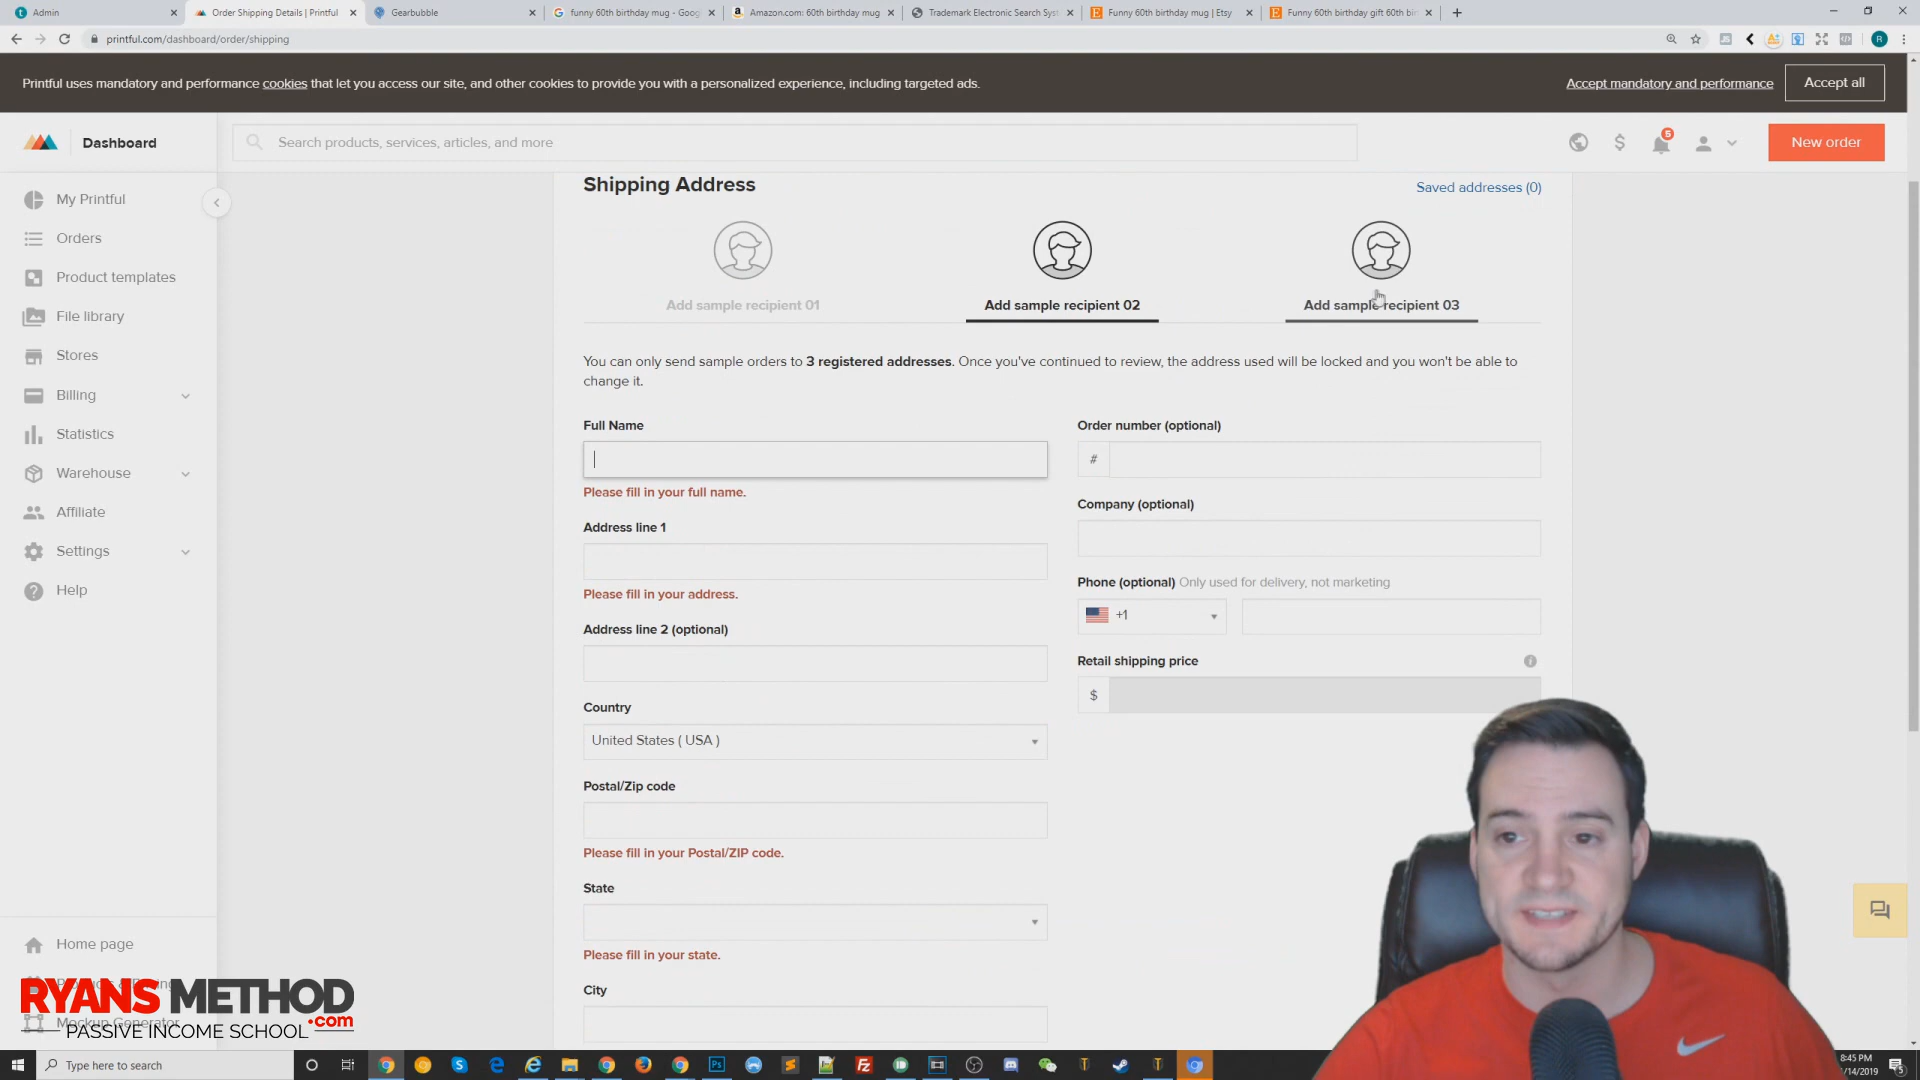 Admin
Order Shipping Details | Printful
Gearbubble
funny 60th birthday mug - Goog
Amazon.com: 60th birthday mug
Trademark Electronic Search Sys
Funny 60th birthday mug | Etsy
Funny 60th birthday gift 60th bir
printful.com/dashboard/order/shipping
R
Printful uses mandatory and performance cookies that let you access our site, and other cookies to provide you with a personalized experience, including targeted ads.
Accept mandatory and performance
Accept all
Dashboard
Search products, services, articles, and more
$
5
New order
My Printful
Orders
Product templates
File library
Stores
Billing
Statistics
Warehouse
Affiliate
Settings
Help
Home page
Mockup Generator
Shipping Address
Saved addresses (0)
Add sample recipient 01
Add sample recipient 02
Add sample recipient 03
You can only send sample orders to 3 registered addresses. Once you've continued to review, the address used will be locked and you won't be able to
change it.
Full Name
Please fill in your full name.
Address line 1
Please fill in your address.
Address line 2 (optional)
Country
United States ( USA )
Postal/Zip code
Please fill in your Postal/ZIP code.
State
Please fill in your state.
City
Order number (optional)
#
Company (optional)
Phone (optional) Only used for delivery, not marketing
+1
Retail shipping price
$
RYANS METHOD
.com
PASSIVE INCOME SCHOOL
Type here to search
8:45 PM
/14/2019